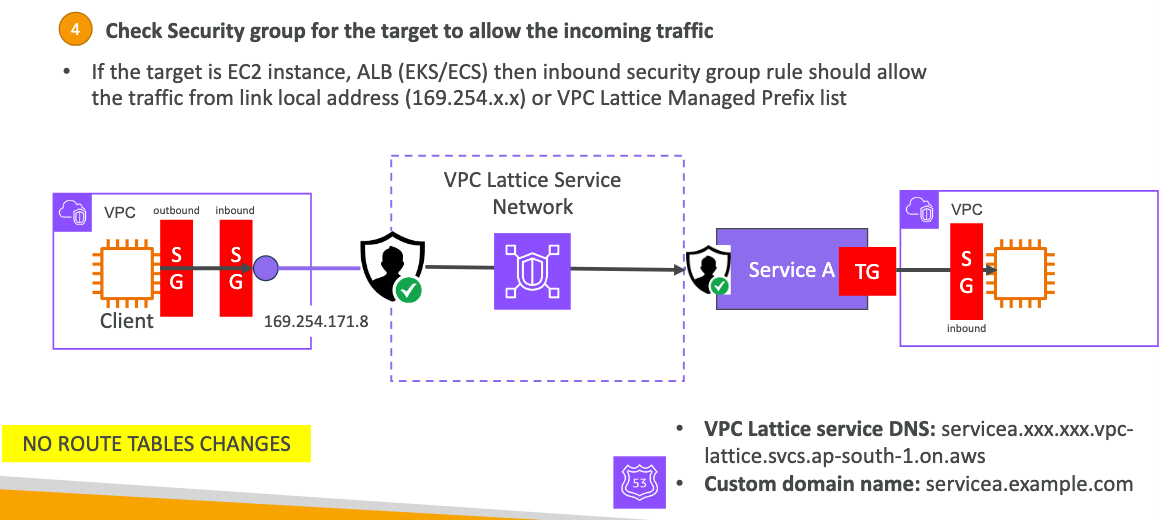 4 Check Security group for the target to allow the incoming traffic
• If the target is EC2 instance, ALB (EKS/ECS) then inbound security group rule should allow
the traffic from link local address (169.254.x.x) or VPC Lattice Managed Prefix list
VPC Lattice Service
Network
VPC
outbound
inbound
S
G
S
G
Client
169.254.171.8
Service A
TG
VPC
S
G
inbound
NO ROUTE TABLES CHANGES
53
• VPC Lattice service DNS: servicea.xxx.xxx.vpc-
lattice.svcs.ap-south-1.on.aws
• Custom domain name: servicea.example.com